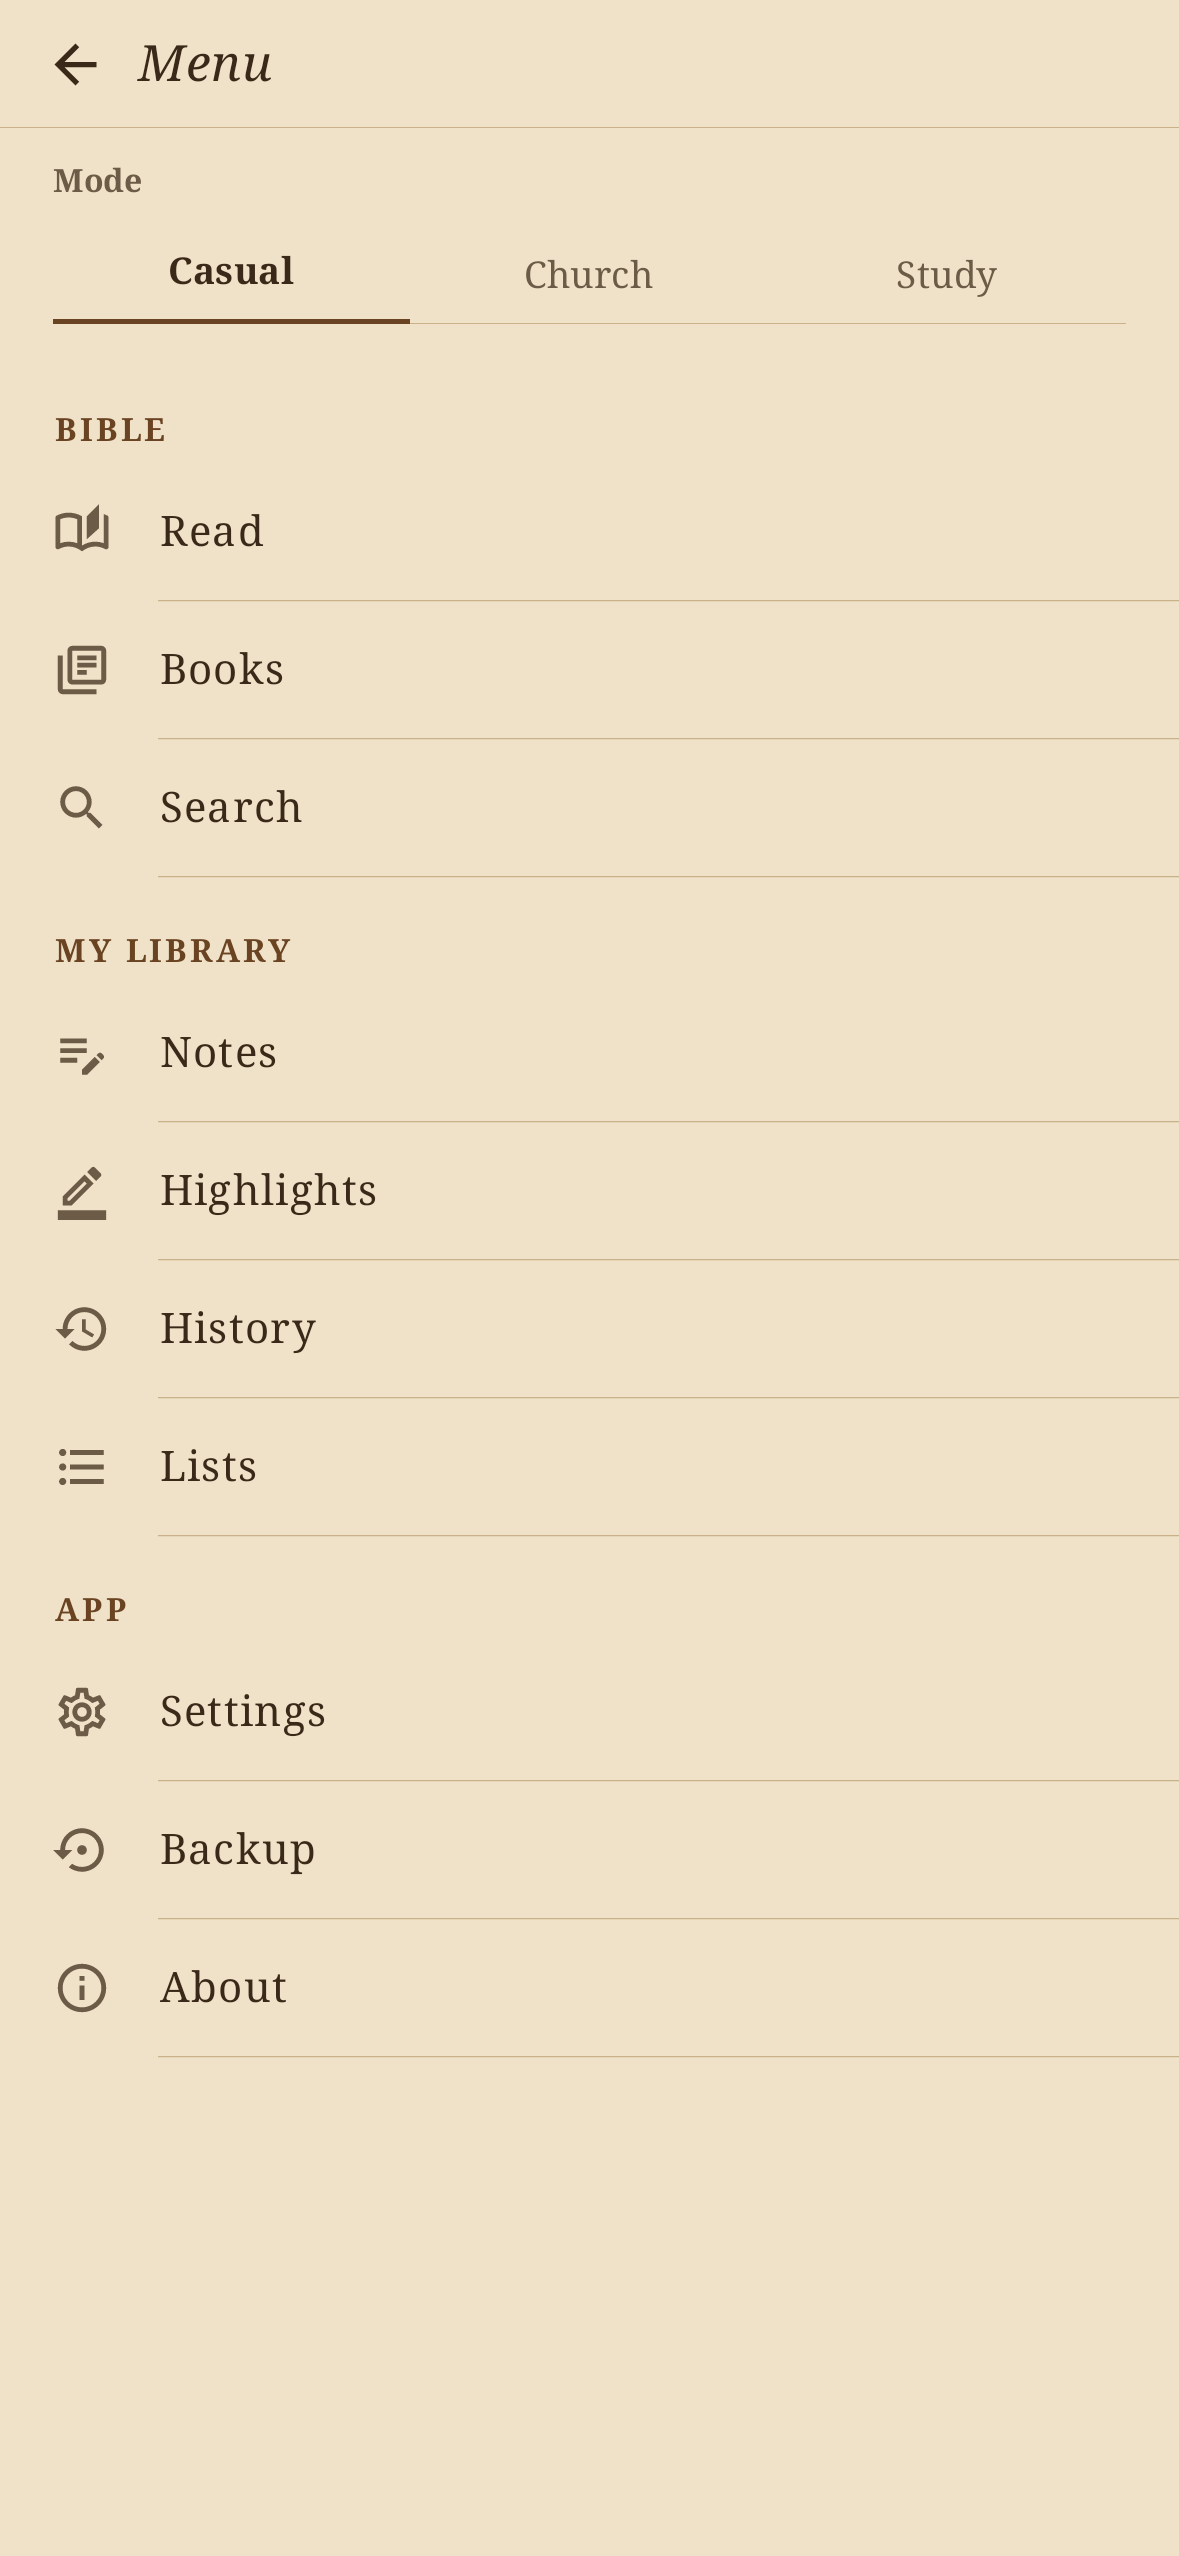 Menu
Mode
Casual Church Study
BIBLE
Read
Books
Search
MY LIBRARY
Notes
Highlights
History
Lists
APP
Settings
Backup
About